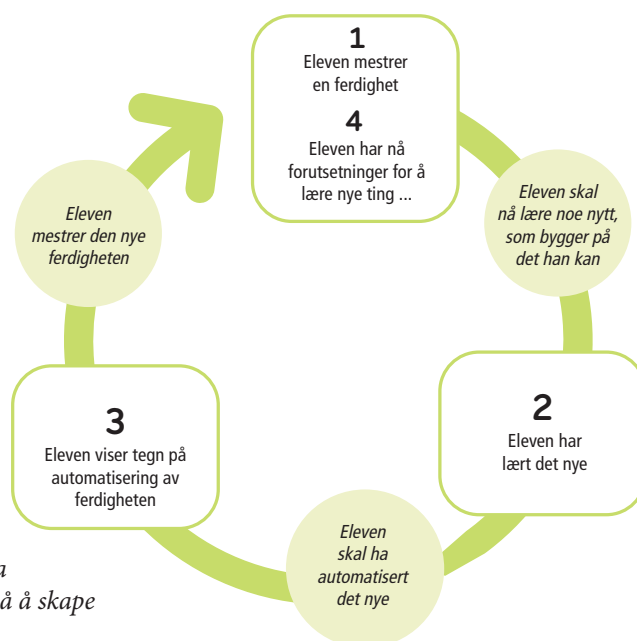 1
Eleven mestrer
en ferdighet
4
Eleven har nå
forutsetninger for å
lære nye ting ...
Eleven skal
nå lære noe nytt,
som bygger på
det han kan
2
Eleven har
lært det nye
Eleven
skal ha
automatisert
det nye
3
Eleven viser tegn på
automatisering av
ferdigheten
Eleven
mestrer den nye
ferdigheten
å å skape